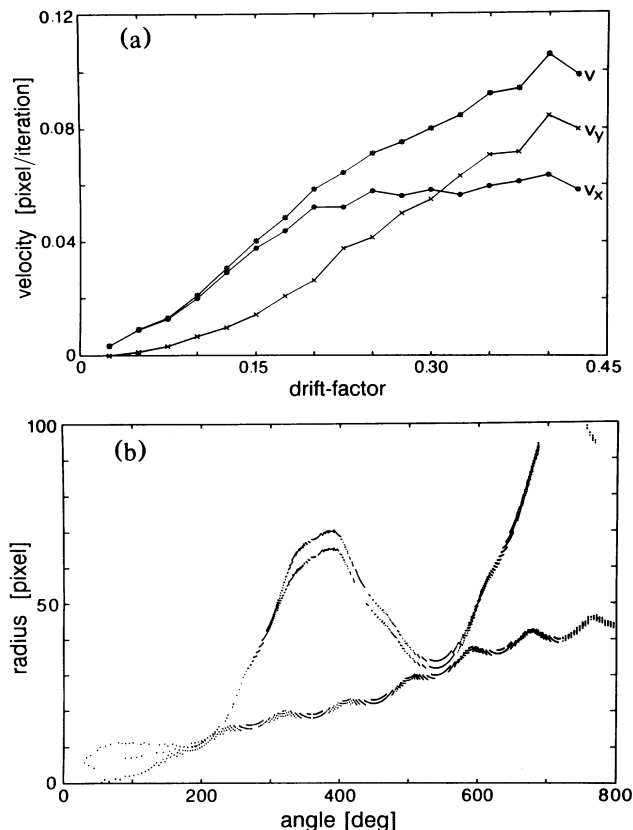 (a)
0.12
0.08
0.04
0
velocity [pixel/iteration]
v
vy
vx
0.15
0.30
0.45
drift-factor
(b)
100
50
0
radius [pixel]
0
200
400
600
800
angle [deg]